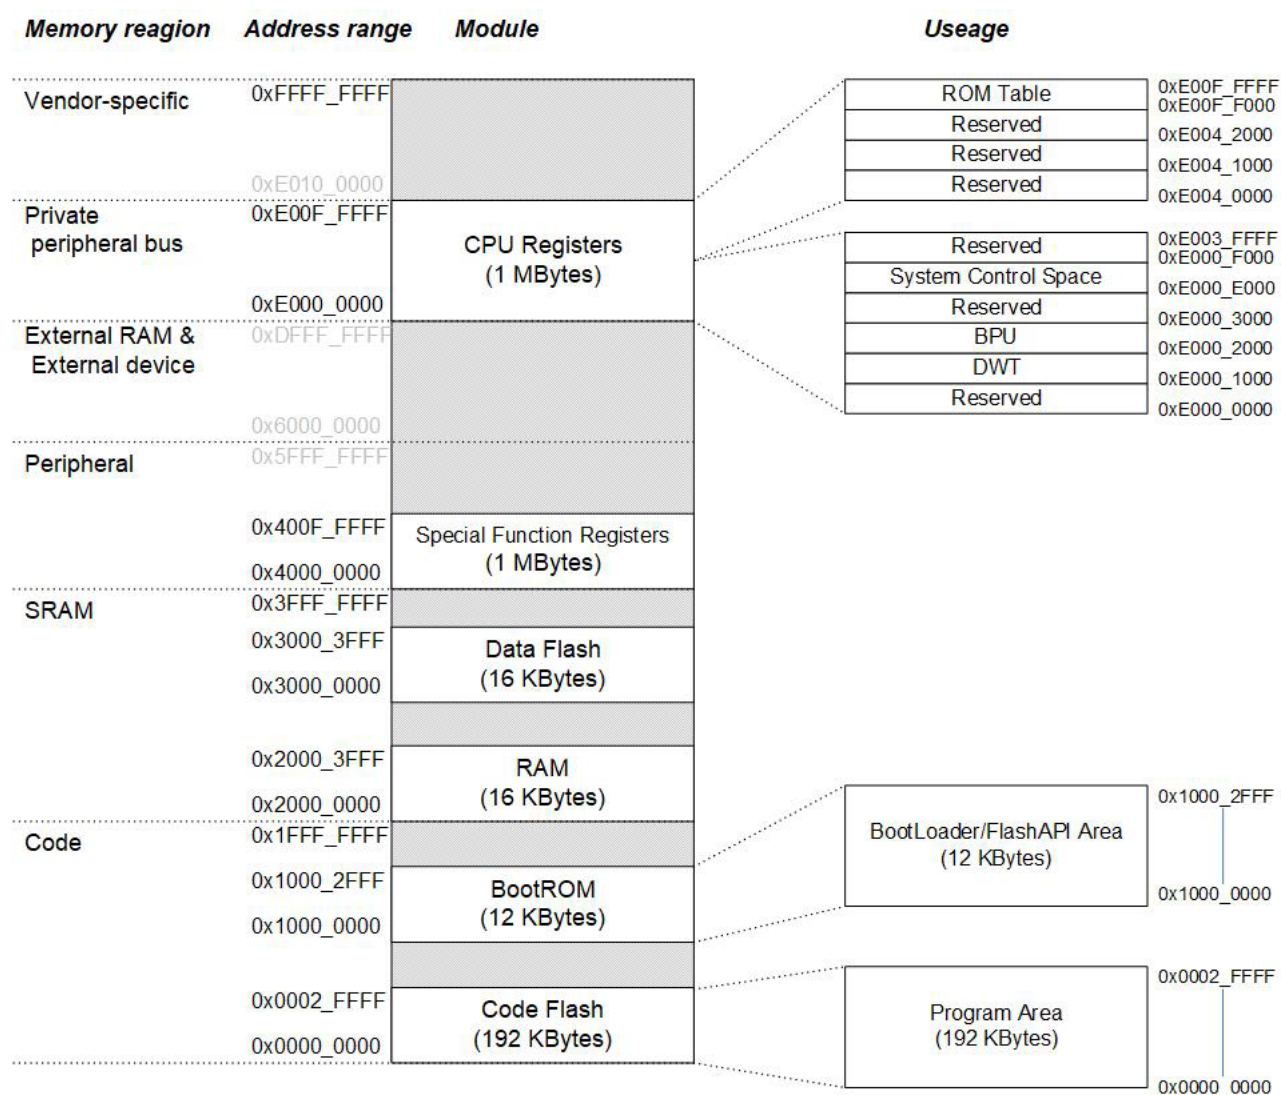 Memory reagion Address range Module Useage
Vendor-specific
0xFFFF_FFFF
0xE010_0000
Private
peripheral bus
0xE00F_FFFF
0xE000_0000
CPU Registers
(1 MBytes)
External RAM &
External device
0xDFFF_FFFF
0x6000_0000
Peripheral
0x5FFF_FFFF
0x400F_FFFF
0x4000_0000
Special Function Registers
(1 MBytes)
SRAM
0x3FFF_FFFF
0x3000_3FFF
0x3000_0000
Data Flash
(16 KBytes)
0x2000_3FFF
0x2000_0000
RAM
(16 KBytes)
Code
0x1FFF_FFFF
0x1000_2FFF
0x1000_0000
BootROM
(12 KBytes)
0x0002_FFFF
0x0000_0000
Code Flash
(192 KBytes)
ROM Table
0xE00F_FFFF
0xE00F_F000
Reserved
0xE004_2000
Reserved
0xE004_1000
Reserved
0xE004_0000
Reserved
0xE003_FFFF
0xE000_F000
System Control Space
0xE000_E000
Reserved
0xE000_3000
BPU
0xE000_2000
DWT
0xE000_1000
Reserved
0xE000_0000
BootLoader/FlashAPI Area
(12 KBytes)
0x1000_2FFF
0x1000_0000
Program Area
(192 KBytes)
0x0002_FFFF
0x0000_0000